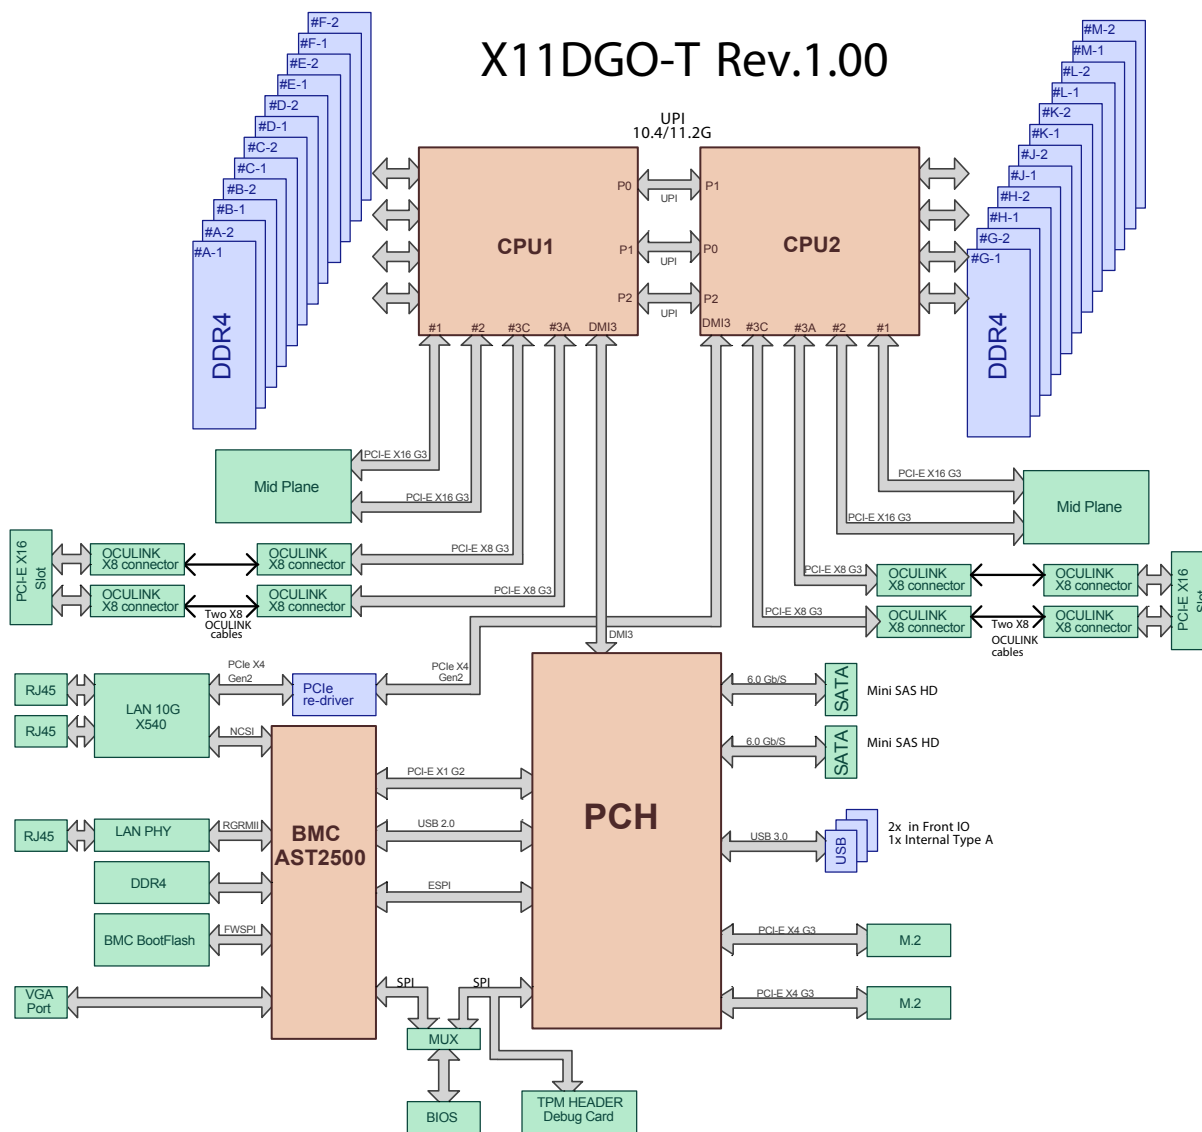 X11DGO-T Rev.1.00
#F-2
#F-1
#E-2
#E-1
#D-2
#D-1
#C-2
#C-1
#B-2
#B-1
#A-2
#A-1
DDR4
#M-2
#M-1
#L-2
#L-1
#K-2
#K-1
#J-2
#J-1
#H-2
#H-1
#G-2
#G-1
DDR4
UPI
10.4/11.2G
CPU1
P0
P1
P2
#1
#2
#3C
#3A
DMI3
UPI
UPI
UPI
CPU2
P1
P0
P2
DMI3
#3C
#3A
#2
#1
Mid Plane
PCI-E X16 G3
PCI-E X16 G3
PCI-E X8 G3
PCI-E X8 G3
PCI-E X16 G3
PCI-E X16 G3
PCI-E X8 G3
PCI-E X8 G3
Mid Plane
PCI-E X16
Slot
OCULINK
X8 connector
OCULINK
X8 connector
OCULINK
X8 connector
OCULINK
X8 connector
Two X8
OCULINK
cables
OCULINK
X8 connector
OCULINK
X8 connector
OCULINK
X8 connector
OCULINK
X8 connector
Two X8
OCULINK
cables
PCI-E X16
Slot
DMI3
RJ45
RJ45
LAN 10G
X540
PCIe X4
Gen2
PCIe
re-driver
PCIe X4
Gen2
NCSI
RJ45
LAN PHY
RGRMII
DDR4
BMC BootFlash
FWSPI
VGA
Port
BMC
AST2500
PCI-E X1 G2
USB 2.0
ESPI
SPI
SPI
MUX
BIOS
TPM HEADER
Debug Card
PCH
6.0 Gb/S
SATA
Mini SAS HD
6.0 Gb/S
SATA
Mini SAS HD
USB 3.0
USB
2x in Front IO
1x Internal Type A
PCI-E X4 G3
M.2
PCI-E X4 G3
M.2